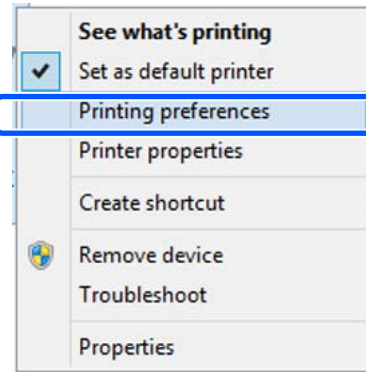 See what's printing
Set as default printer
Printing preferences
Printer properties
Create shortcut
Remove device
Troubleshoot
Properties